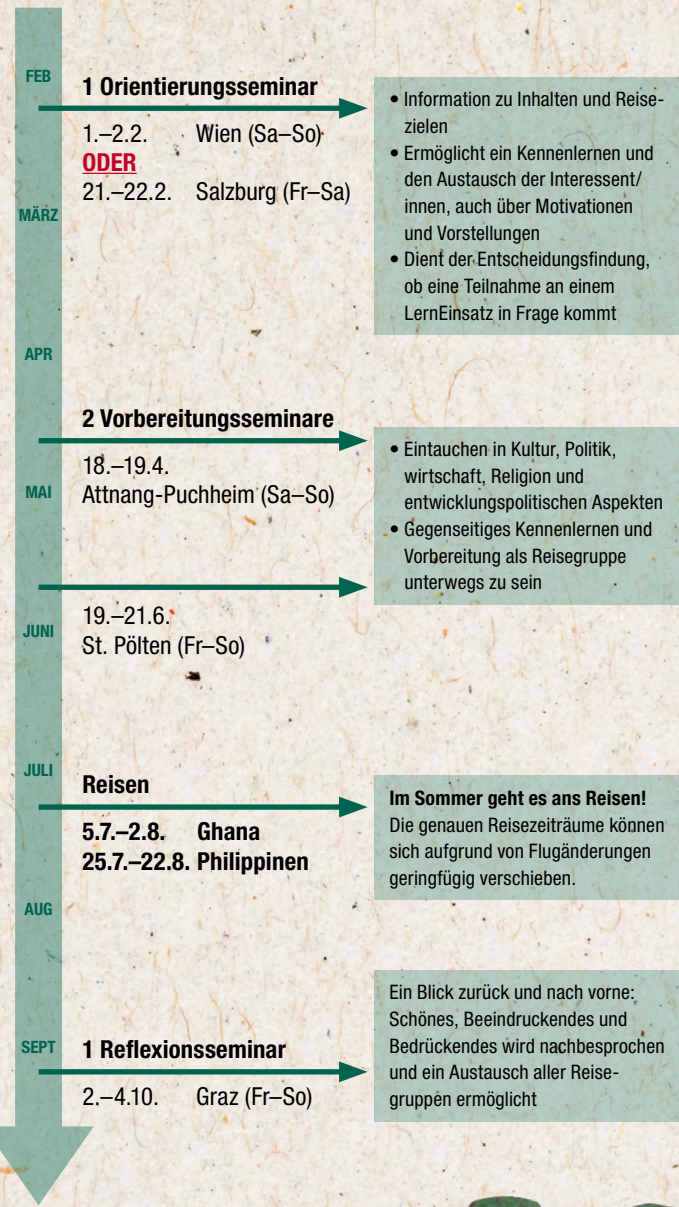 FEB
1 Orientierungsseminar
1.–2.2. Wien (Sa–So)
ODER
21.–22.2. Salzburg (Fr–Sa)
• Information zu Inhalten und Reise-
zielen
• Ermöglicht ein Kennenlernen und
den Austausch der Interessent/
innen, auch über Motivationen
und Vorstellungen
• Dient der Entscheidungsfindung,
ob eine Teilnahme an einem
LernEinsatz in Frage kommt
MÄRZ
APR
2 Vorbereitungsseminare
18.–19.4.
Attnang-Puchheim (Sa–So)
• Eintauchen in Kultur, Politik,
wirtschaft, Religion und
entwicklungspolitischen Aspekten
• Gegenseitiges Kennenlernen und
Vorbereitung als Reisegruppe
unterwegs zu sein
MAI
19.–21.6.
St. Pölten (Fr–So)
JUNI
JULI
Reisen
5.7.–2.8. Ghana
25.7.–22.8. Philippinen
Im Sommer geht es ans Reisen!
Die genauen Reisezeiträume können
sich aufgrund von Flugänderungen
geringfügig verschieben.
AUG
SEPT
1 Reflexionsseminar
2.–4.10. Graz (Fr–So)
Ein Blick zurück und nach vorne:
Schönes, Beeindruckendes und
Bedrückendes wird nachbesprochen
und ein Austausch aller Reise-
gruppen ermöglicht